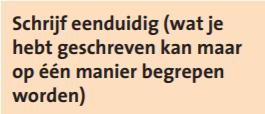 Schrijf eenduidig (wat je
hebt geschreven kan maar
op één manier begrepen
worden)